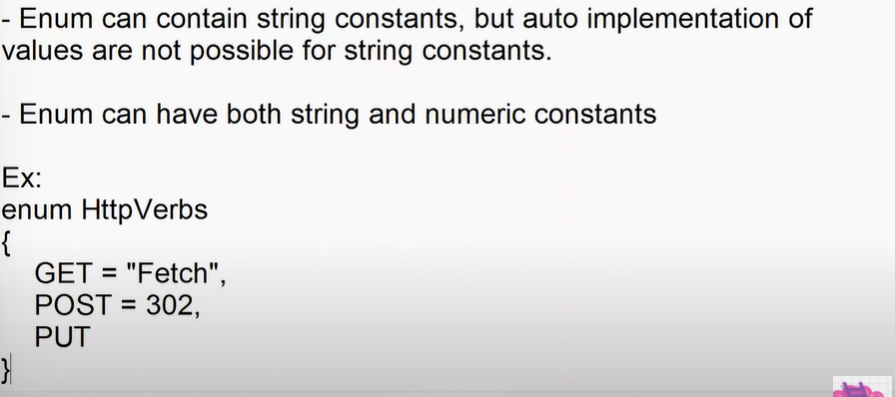 - Enum can contain string constants, but auto implementation of
values are not possible for string constants.
- Enum can have both string and numeric constants
Ex:
enum HttpVerbs
{
GET = "Fetch",
POST = 302,
PUT
}